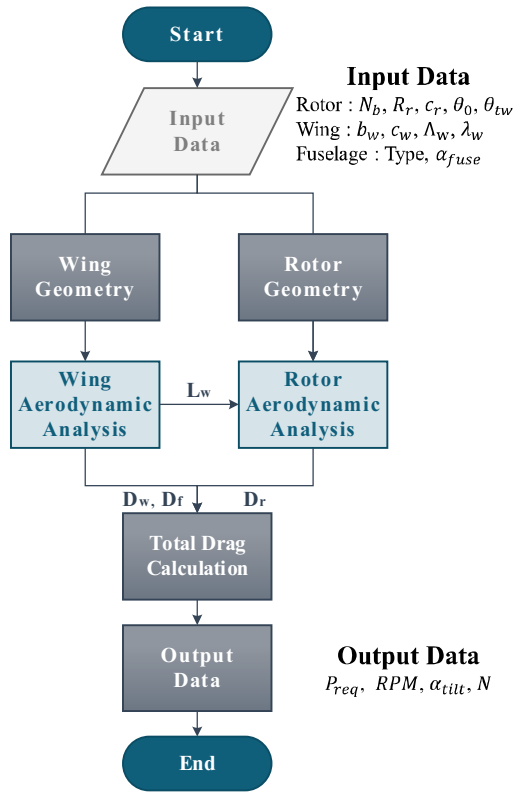 Start
Input Data
Input
Data
Rotor : N_b, R_r, c_r, θ_0, θ_tw
Wing : b_w, c_w, Λ_w, λ_w
Fuselage : Type, α_fuse
Wing
Geometry
Rotor
Geometry
Wing
Aerodynamic
Analysis
L_w
Rotor
Aerodynamic
Analysis
D_w, D_f
D_r
Total Drag
Calculation
Output
Data
Output Data
P_req, RPM, α_tilt, N
End